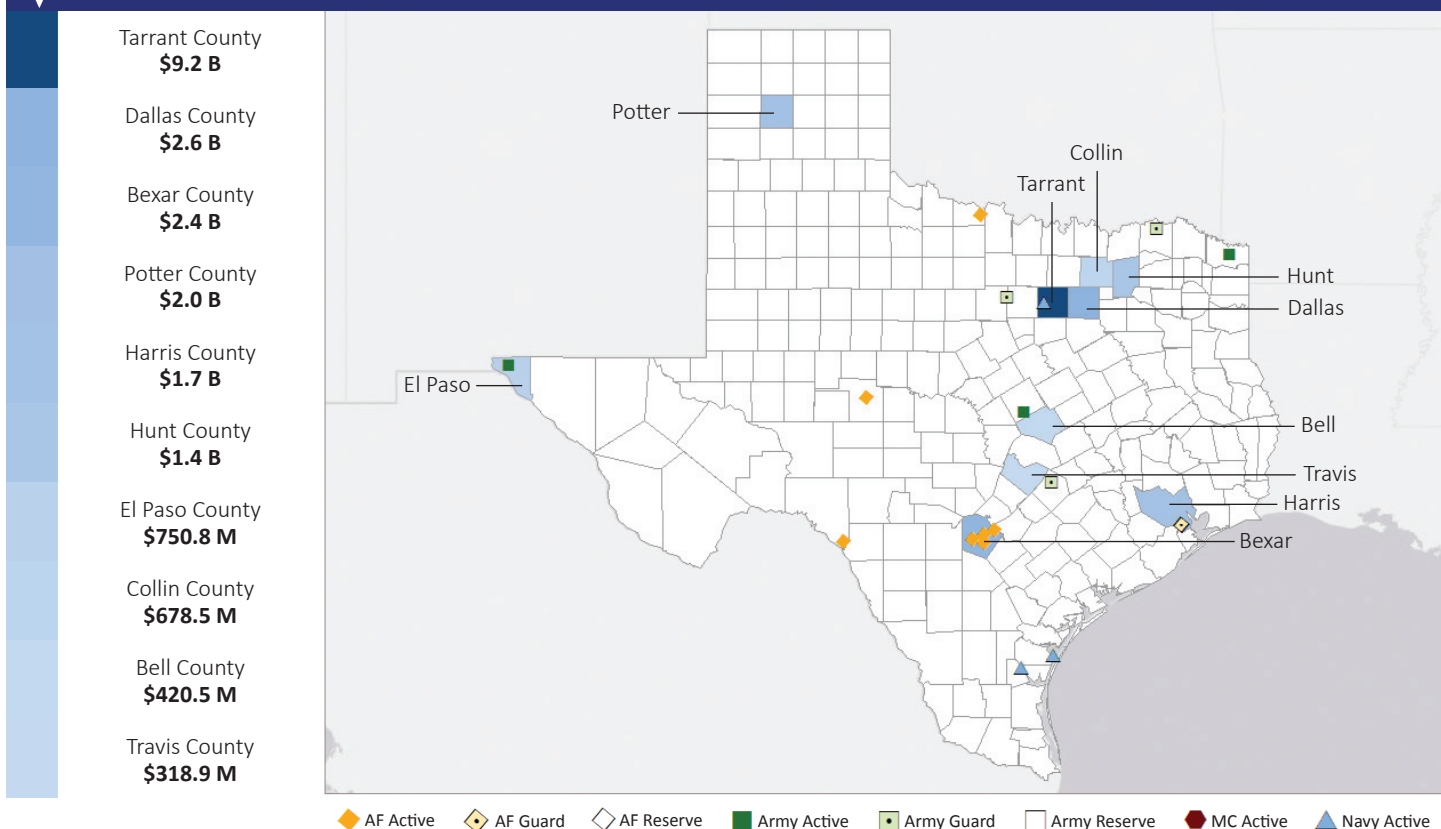 Tarrant County
$9.2 B
Dallas County
$2.6 B
Bexar County
$2.4 B
Potter County
$2.0 B
Harris County
$1.7 B
Hunt County
$1.4 B
El Paso County
$750.8 M
Collin County
$678.5 M
Bell County
$420.5 M
Travis County
$318.9 M
Potter
Collin
Tarrant
Hunt
Dallas
El Paso
Bell
Travis
Harris
Bexar
AF Active AF Guard AF Reserve Army Active Army Guard Army Reserve MC Active Navy Active